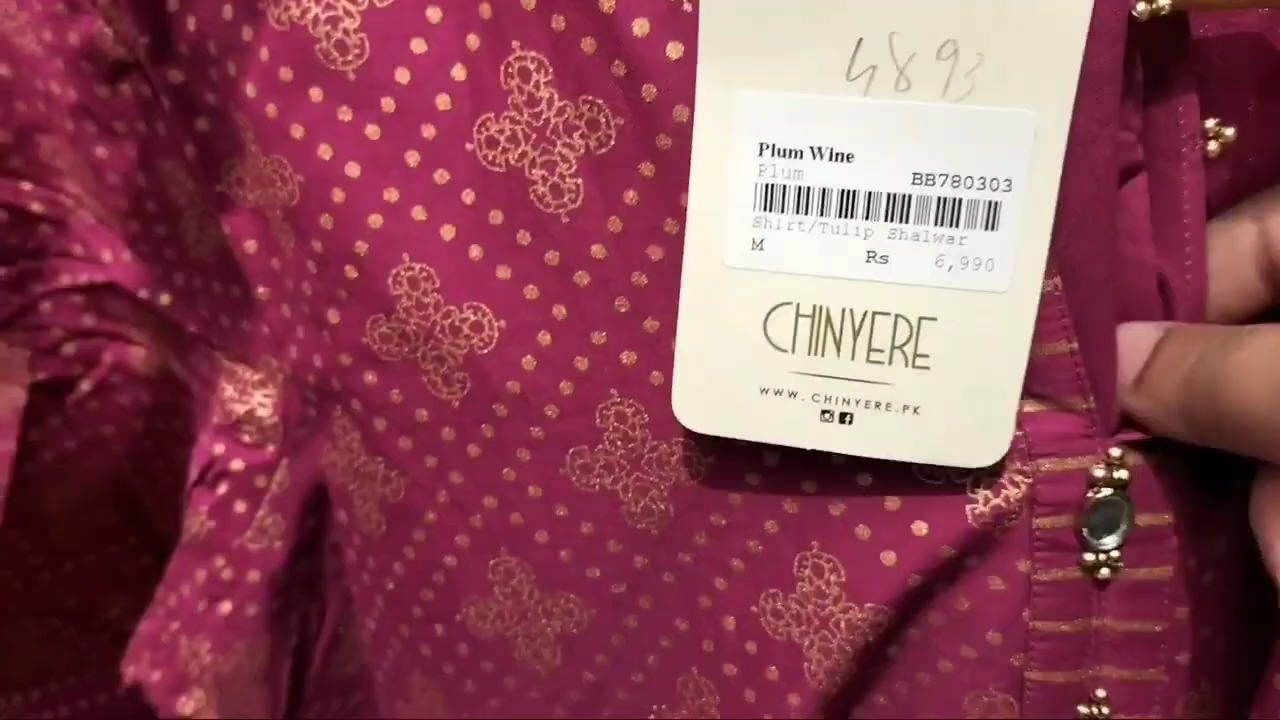 4893
Plum Wine
Plum BB780303
Shirt/Tulip Shalwar
M Rs 6,990
CHINYERE
WWW.CHINYERE.PK